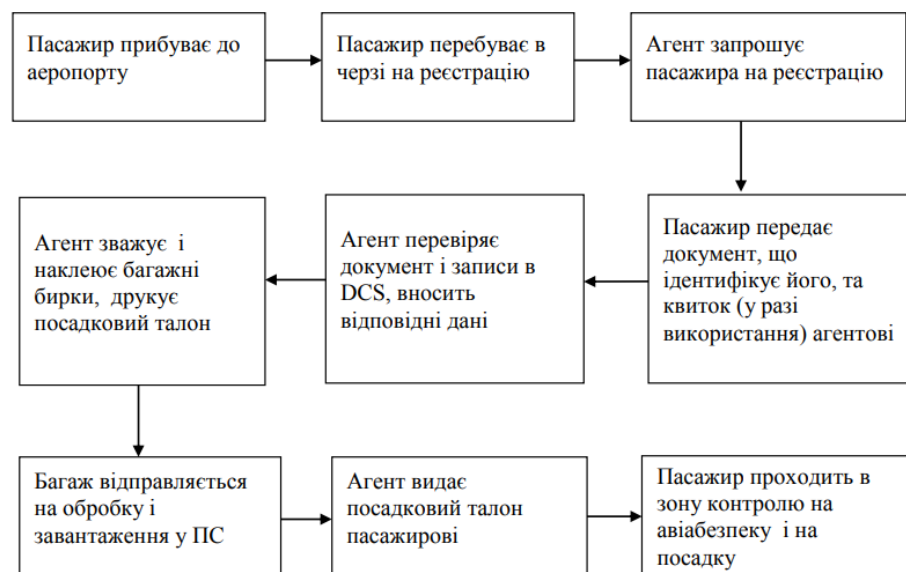 Пасажир прибуває до
аеропорту
Пасажир перебуває в
черзі на реєстрацію
Агент запрошує
пасажира на реєстрацію
Пасажир передає
документ, що
ідентифікує його, та
квиток (у разі
використання) агентові
Агент перевіряє
документ і записи в
DCS, вносить
відповідні дані
Агент зважує і
наклеює багажні
бирки, друкує
посадковий талон
Багаж відправляється
на обробку і
завантаження у ПС
Агент видає
посадковий талон
пасажирові
Пасажир проходить в
зону контролю на
авіабезпеку і на
посадку